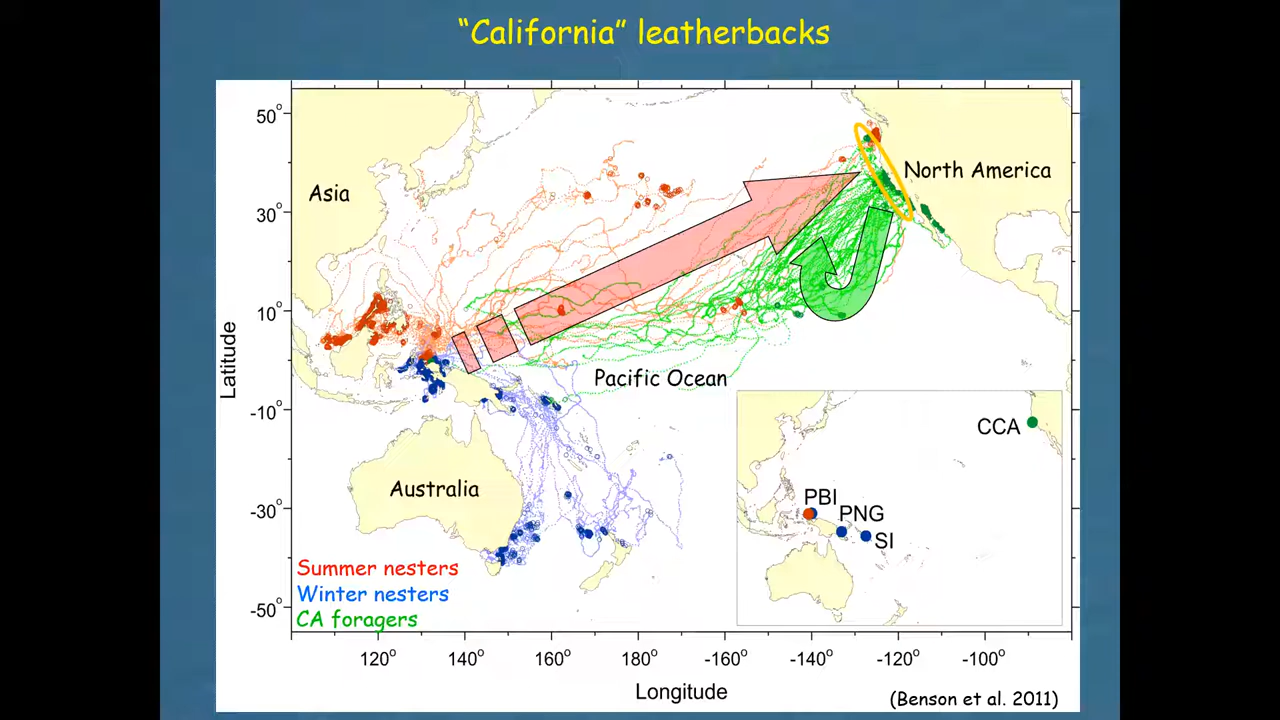 “California” leatherbacks
50°
30°
10°
-10°
-30°
-50°
Latitude
Asia
North America
Pacific Ocean
Australia
Summer nesters
Winter nesters
CA foragers
CCA
PBI
PNG
SI
120° 140° 160° 180° -160° -140° -120° -100°
Longitude
(Benson et al. 2011)